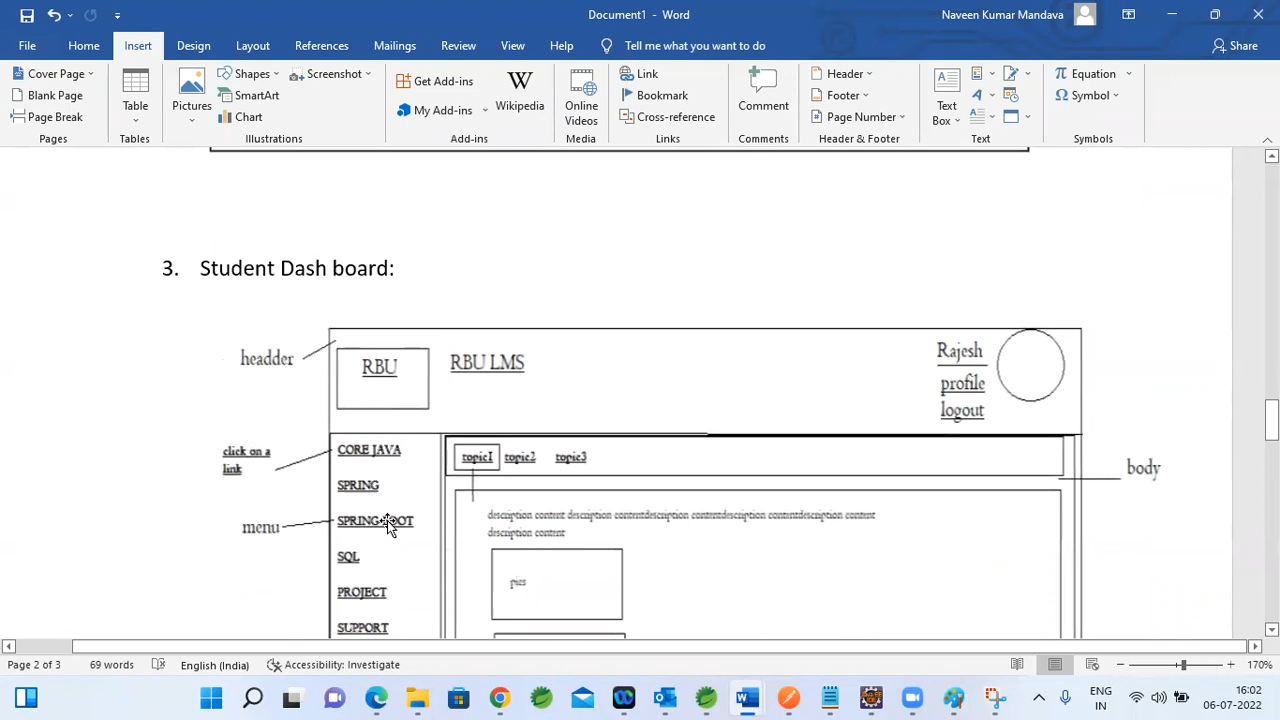 Document1 - Word
Naveen Kumar Mandava
File Home Insert Design Layout References Mailings Review View Help Tell me what you want to do Share
Cover Page
Blank Page
Page Break
Pages
Table
Tables
Pictures
Shapes
SmartArt
Chart
Screenshot
Illustrations
Get Add-ins
My Add-ins
Wikipedia
Add-ins
Online
Videos
Media
Link
Bookmark
Cross-reference
Links
Comment
Comments
Header
Footer
Page Number
Header & Footer
Text
Box
Text
Equation
Symbol
Symbols
3. Student Dash board:
headder
RBU
RBU LMS
Rajesh
profile
logout
click on a
link
CORE JAVA
SPRING
menu
SPRING BOOT
SQL
PROJECT
SUPPORT
topic1 topic2 topic3
body
description content description contentdescription contentdescription contentdescription content
description content
pics
Page 2 of 3 69 words English (India) Accessibility: Investigate 170%
ENG
IN
16:02
06-07-2022